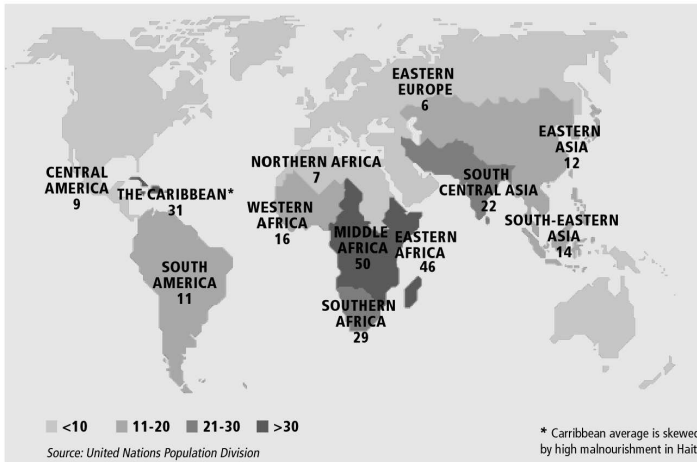 EASTERN
EUROPE
6
EASTERN
ASIA
12
NORTHERN AFRICA
7
CENTRAL
AMERICA
9
THE CARIBBEAN*
31
SOUTH
CENTRAL ASIA
22
WESTERN
AFRICA
16
SOUTH-EASTERN
ASIA
14
MIDDLE
AFRICA
50
EASTERN
AFRICA
46
SOUTH
AMERICA
11
SOUTHERN
AFRICA
29
<10 11-20 21-30 >30
Source: United Nations Population Division
* Carribbean average is skewed
by high malnourishment in Hait